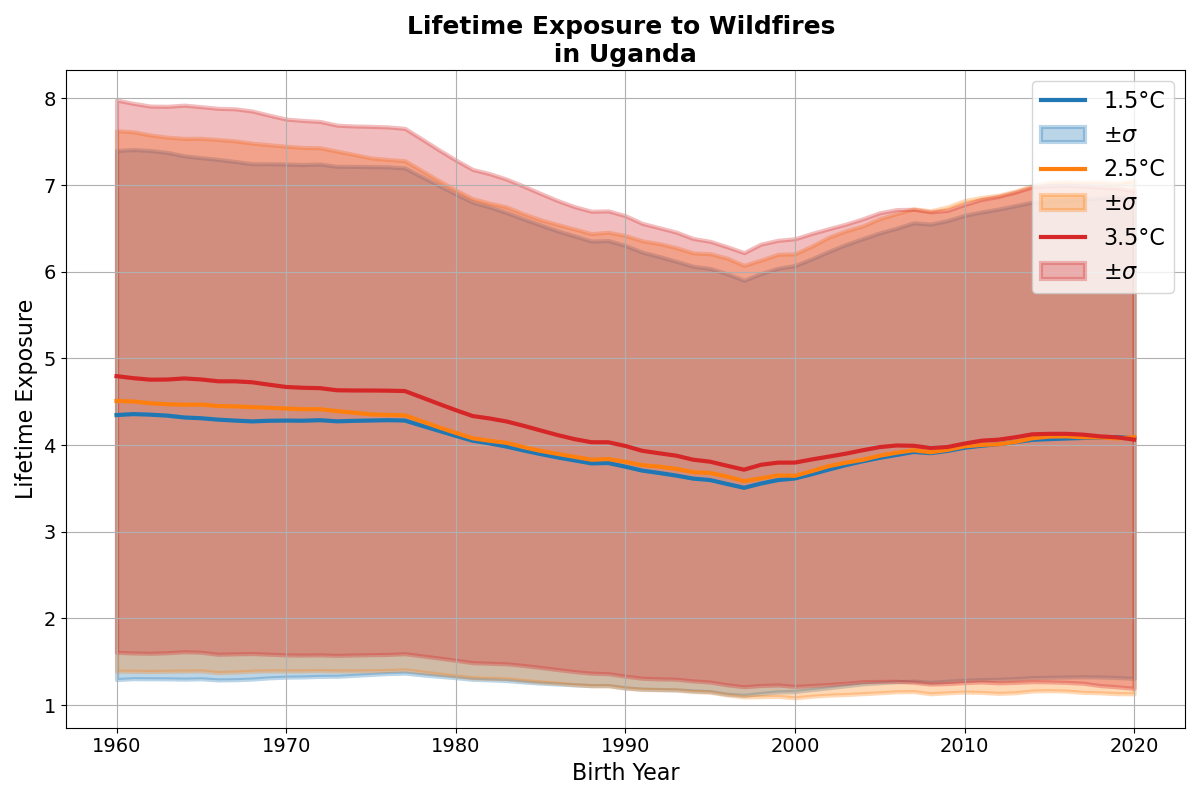 Lifetime Exposure to Wildfires
in Uganda
Lifetime Exposure
8
7
6
5
4
3
2
1
1960
1970
1980
1990
2000
2010
2020
Birth Year
1.5°C
±σ
2.5°C
±σ
3.5°C
±σ